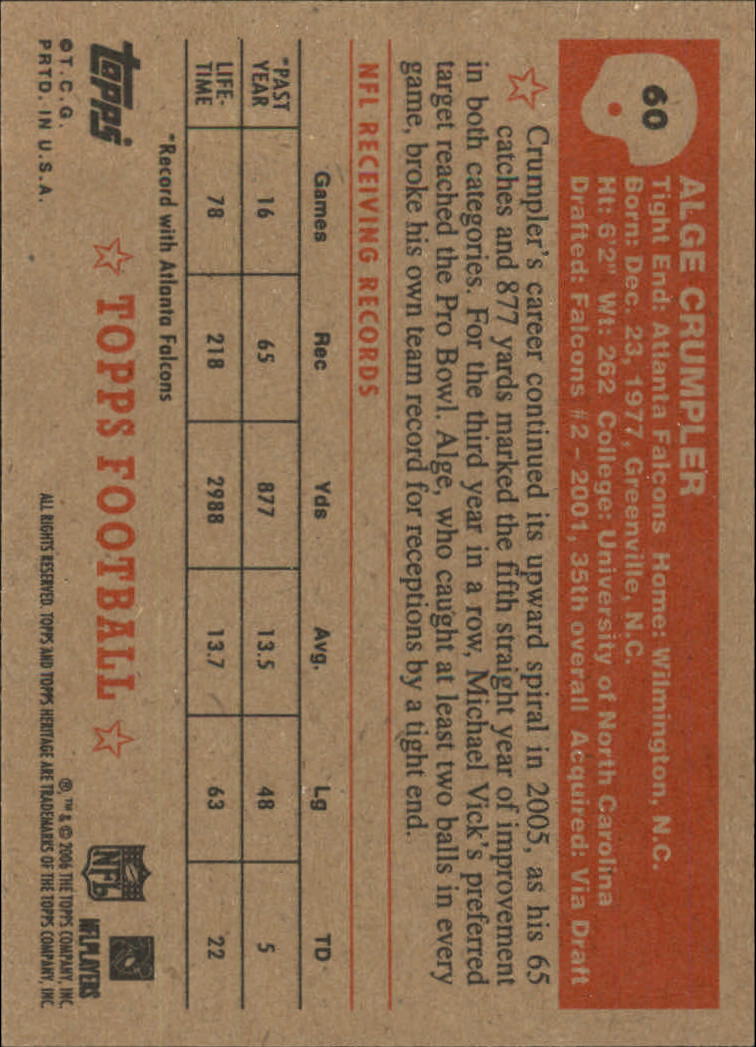 60
ALGE CRUMPLER
Tight End: Atlanta Falcons Home: Wilmington, N.C.
Born: Dec. 23, 1977, Greenville, N.C.
Ht: 6'2" Wt: 262 College: University of North Carolina
Drafted: Falcons #2 – 2001, 35th overall Acquired: Via Draft
Crumpler's career continued its upward spiral in 2005, as his 65
catches and 877 yards marked the fifth straight year of improvement
in both categories. For the third year in a row, Michael Vick's preferred
target reached the Pro Bowl. Alge, who caught at least two balls in every
game, broke his own team record for receptions by a tight end.
NFL RECEIVING RECORDS
Games Rec Yds Avg. Lg TD
*PAST YEAR 16 65 877 13.5 48 5
LIFE-TIME 78 218 2988 13.7 63 22
*Record with Atlanta Falcons
topps
TOPPS FOOTBALL
NFL
NFLPLAYERS
©T.C.G.
PRTD. IN U.S.A.
®,™ & © 2006 THE TOPPS COMPANY, INC.
ALL RIGHTS RESERVED. TOPPS AND TOPPS HERITAGE ARE TRADEMARKS OF THE TOPPS COMPANY, INC.